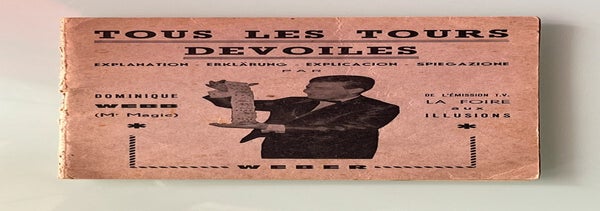 TOUS LES TOURS
DEVOILES
EXPLANATION ERKLÄRUNG EXPLICACION SPIEGAZIONE
PAR
DOMINIQUE
WEBB
(Mr Magic)
DE L'ÉMISSION T.V.
LA FOIRE
aux
ILLUSIONS
WEBER